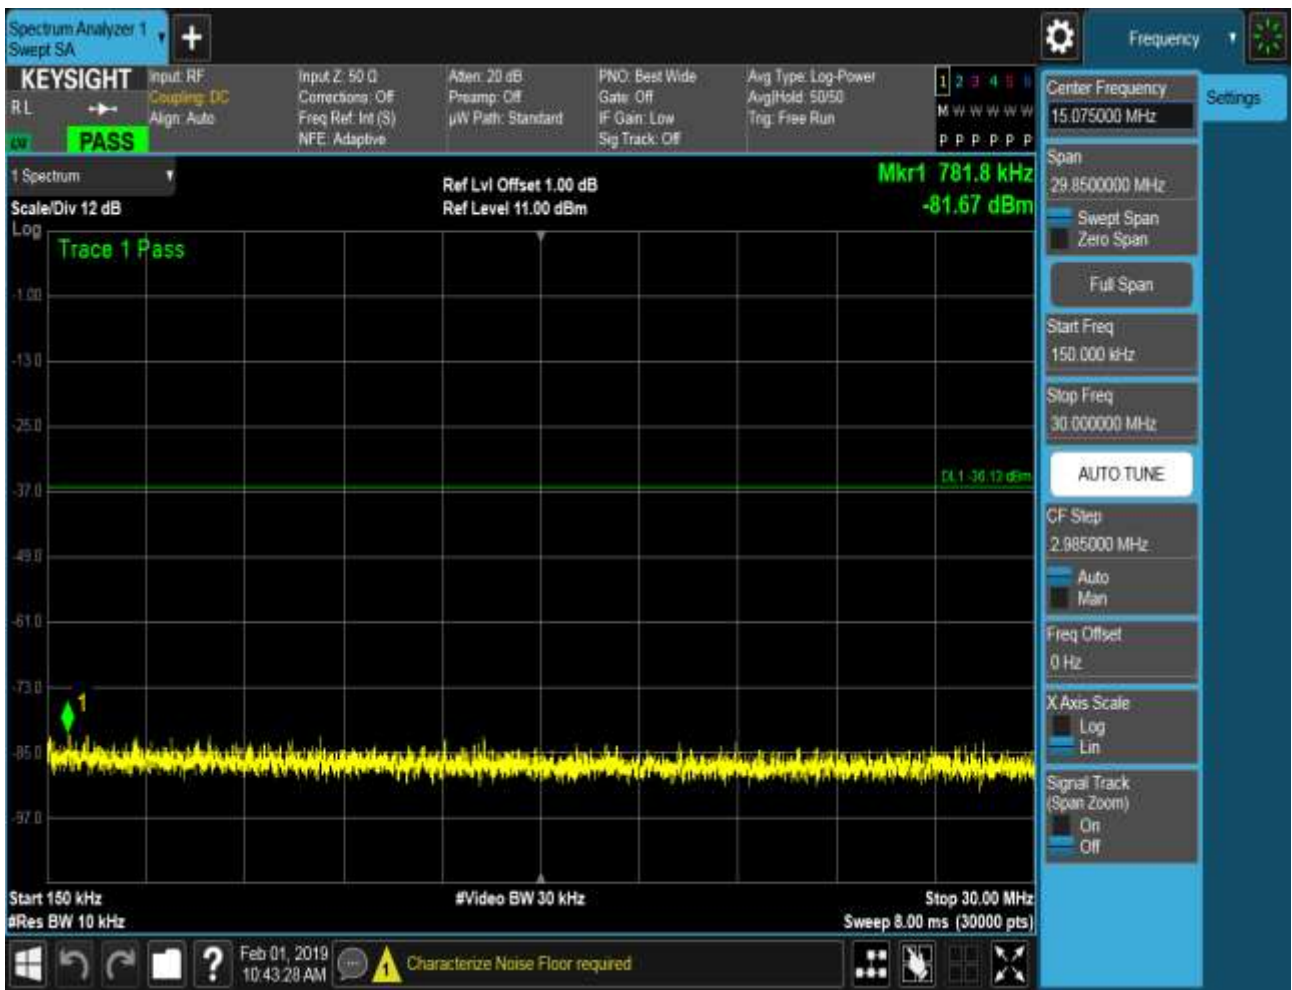 Spectrum Analyzer 1
Swept SA
+
Frequency
KEYSIGHT
R L
PASS
Input: RF
Coupling: DC
Align: Auto
Input Z: 50 Ω
Corrections: Off
Freq Ref: Int (S)
NFE: Adaptive
Atten: 20 dB
Preamp: Off
µW Path: Standard
PNO: Best Wide
Gate: Off
IF Gain: Low
Sig Track: Off
Avg Type: Log-Power
Avg|Hold: 50/50
Trig: Free Run
1 2 3 4 5 6
M W W W W W
P P P P P P
1 Spectrum
Scale/Div 12 dB
Log
Ref Lvl Offset 1.00 dB
Ref Level 11.00 dBm
Mkr1 781.8 kHz
-81.67 dBm
Trace 1 Pass
-1.00
-13.0
-25.0
-37.0
-49.0
-61.0
-73.0
-85.0
-97.0
DL1 -36.12 dBm
1
Start 150 kHz
#Res BW 10 kHz
#Video BW 30 kHz
Stop 30.00 MHz
Sweep 8.00 ms (30000 pts)
Center Frequency
15.075000 MHz
Settings
Span
29.8500000 MHz
Swept Span
Zero Span
Full Span
Start Freq
150.000 kHz
Stop Freq
30.000000 MHz
AUTO TUNE
CF Step
2.985000 MHz
Auto
Man
Freq Offset
0 Hz
X Axis Scale
Log
Lin
Signal Track
(Span Zoom)
On
Off
?
Feb 01, 2019
10:43:28 AM
1
Characterize Noise Floor required